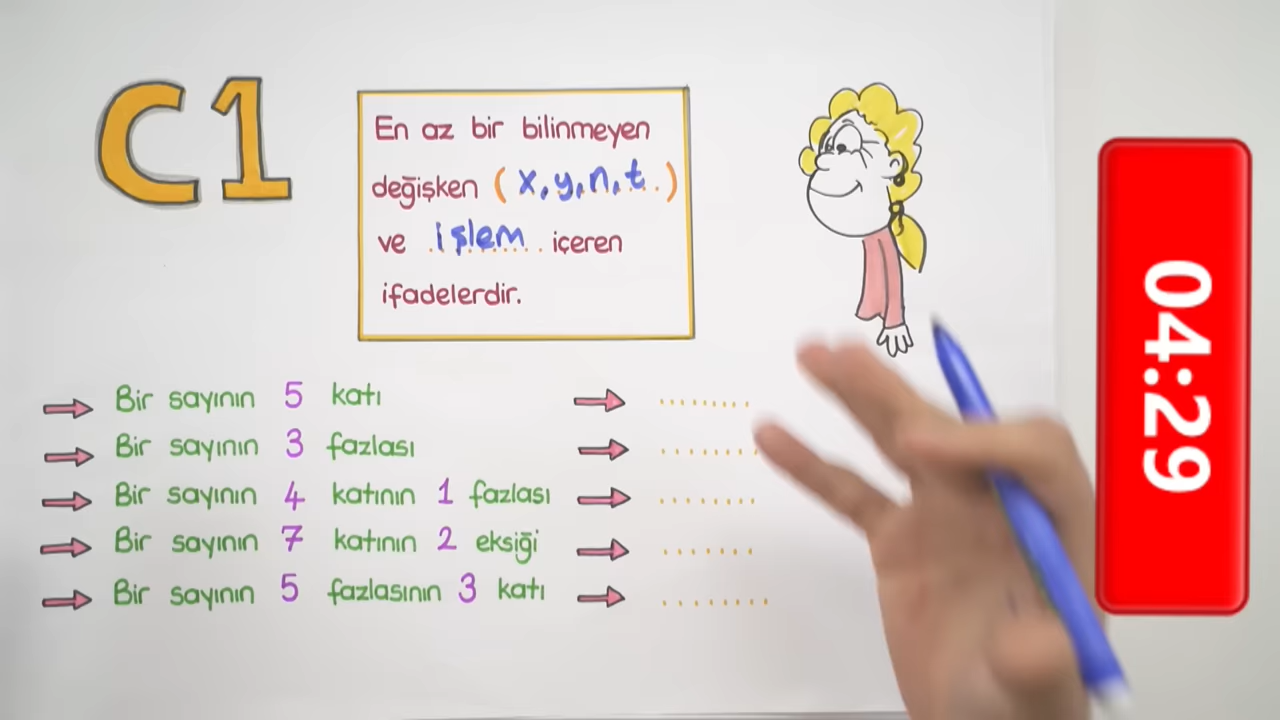 C1
En az bir bilinmeyen
değişken (x, y, n, t..)
ve ..işlem.. içeren
ifadelerdir.
Bir sayının 5 katı → ........
Bir sayının 3 fazlası → ........
Bir sayının 4 katının 1 fazlası → ........
Bir sayının 7 katının 2 eksiği → .......
Bir sayının 5 fazlasının 3 katı → ........
04:29